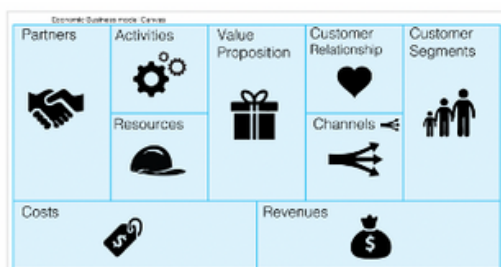 Economic Business model Canvas
Partners
Activities
Value
Proposition
Customer
Relationship
Customer
Segments
Resources
Channels
Costs
$
Revenues
$